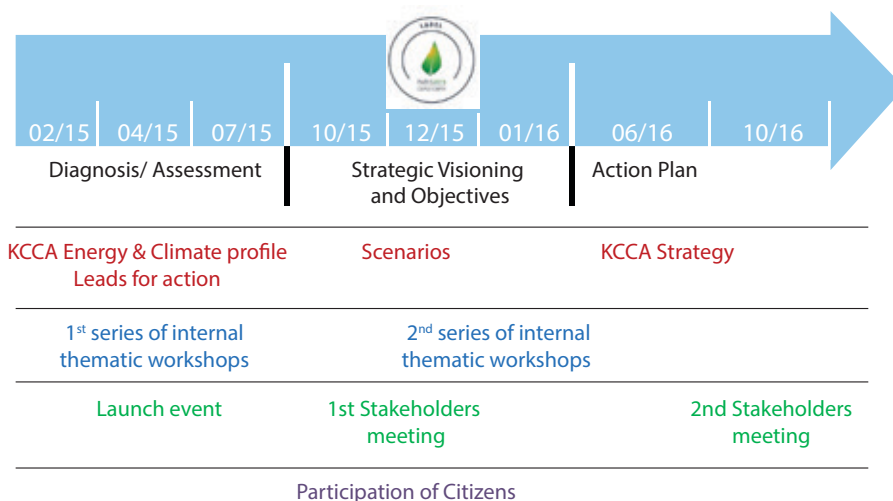 LABEL
02/15 04/15 07/15 10/15 12/15 01/16 06/16 10/16
Diagnosis/ Assessment
Strategic Visioning
and Objectives
Action Plan
KCCA Energy & Climate profile
Leads for action
Scenarios
KCCA Strategy
1st series of internal
thematic workshops
2nd series of internal
thematic workshops
Launch event
1st Stakeholders
meeting
2nd Stakeholders
meeting
Participation of Citizens